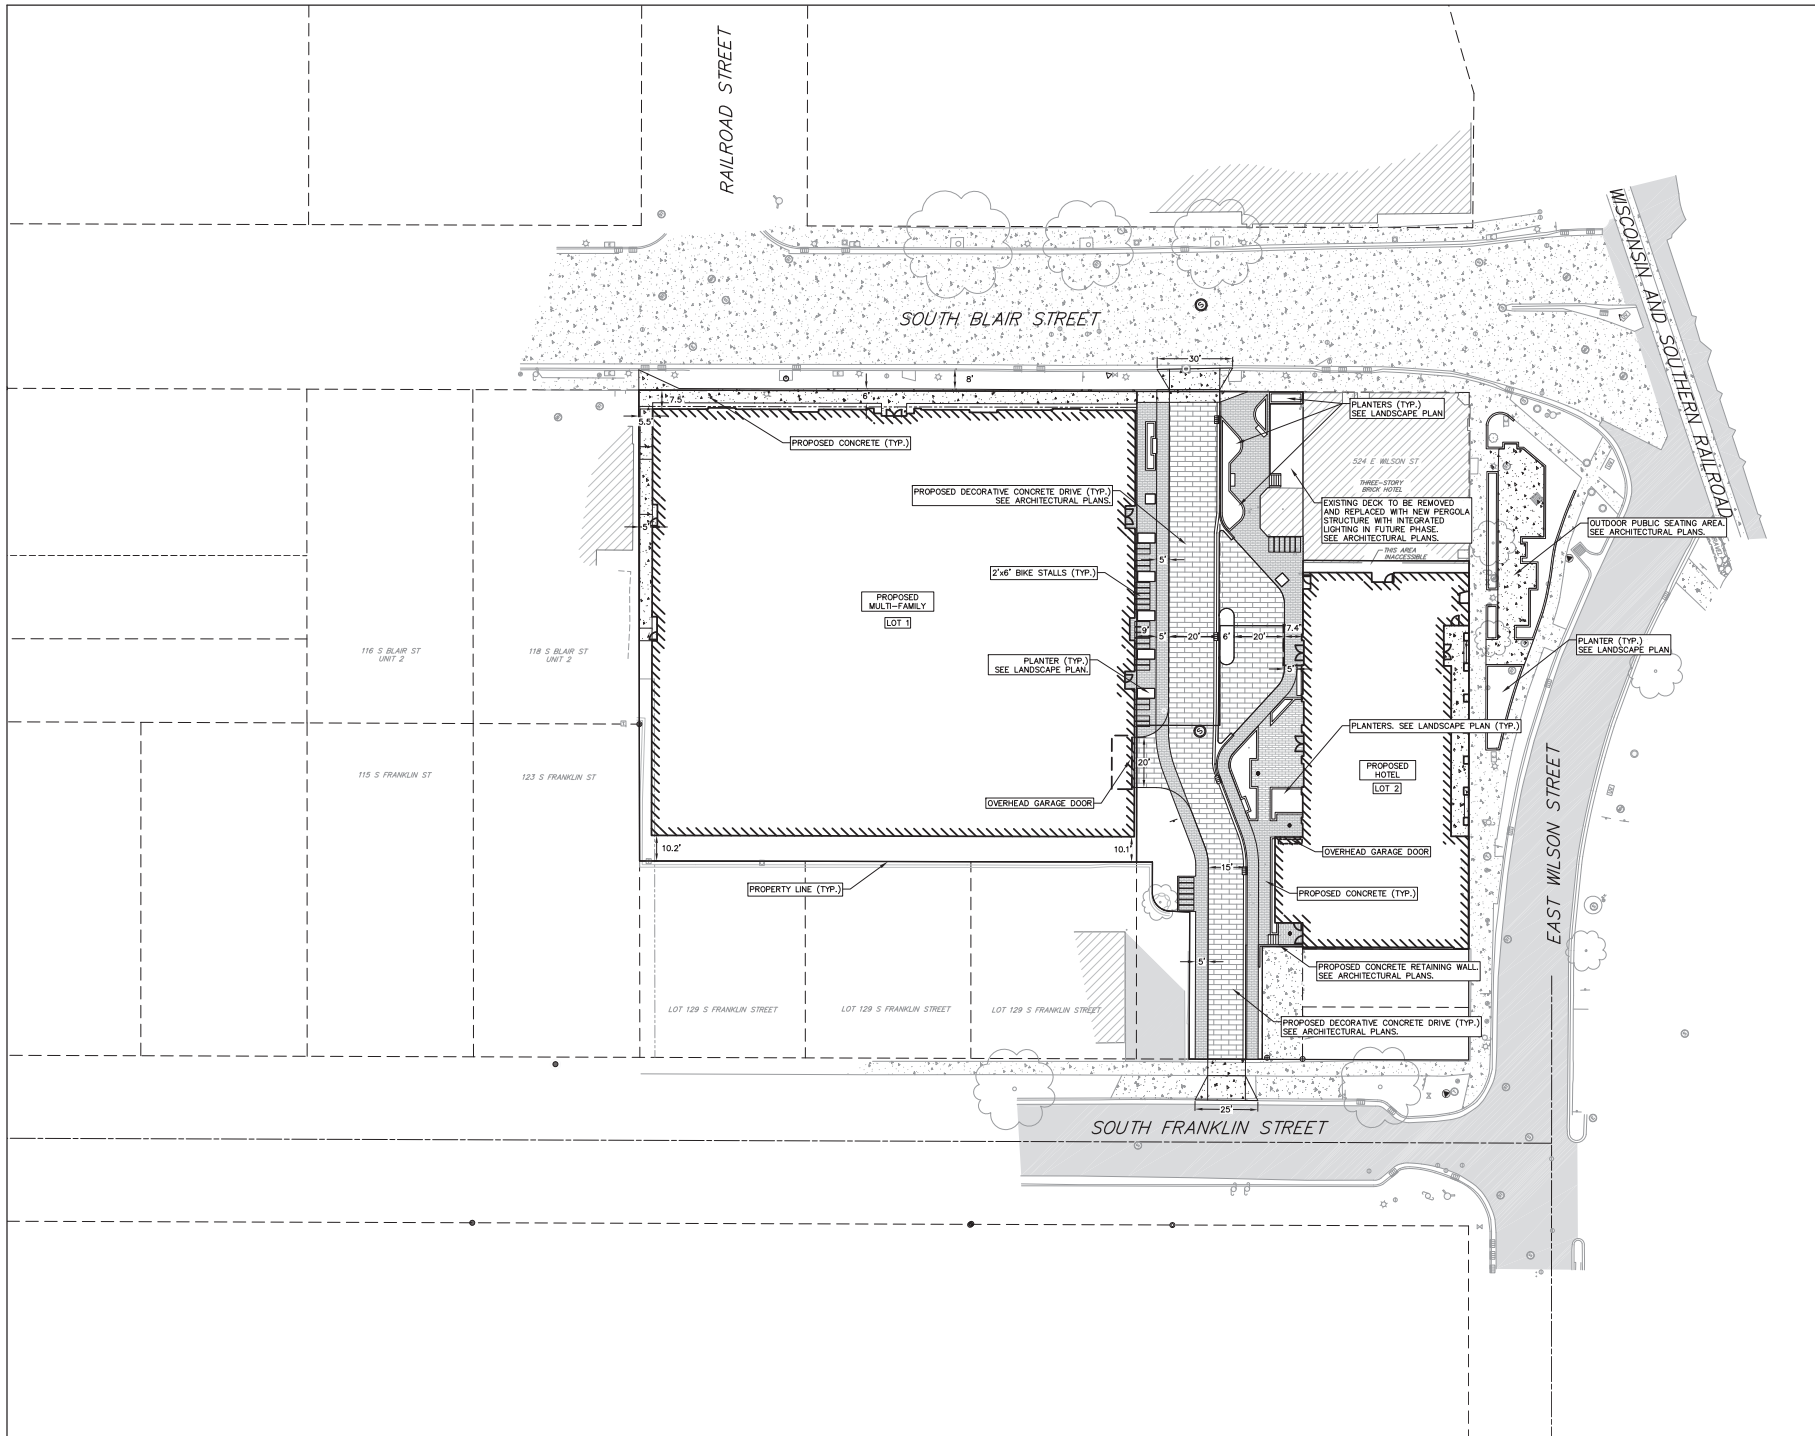 RAILROAD STREET
WISCONSIN AND SOUTHERN RAILROAD
SOUTH BLAIR STREET
30'
8'
6'
7.5'
5.5'
PLANTERS (TYP.)
SEE LANDSCAPE PLAN
PROPOSED CONCRETE (TYP.)
524 E WILSON ST
THREE-STORY
BRICK HOTEL
PROPOSED DECORATIVE CONCRETE DRIVE (TYP.)
SEE ARCHITECTURAL PLANS.
EXISTING DECK TO BE REMOVED
AND REPLACED WITH NEW PERGOLA
STRUCTURE WITH INTEGRATED
LIGHTING IN FUTURE PHASE.
SEE ARCHITECTURAL PLANS.
OUTDOOR PUBLIC SEATING AREA.
SEE ARCHITECTURAL PLANS.
5'
THIS AREA
INACCESSIBLE
GRAVEL
5'
2'x6' BIKE STALLS (TYP.)
PROPOSED
MULTI-FAMILY
LOT 1
9'
5'
20'
6'
20'
7.4'
PLANTER (TYP.)
SEE LANDSCAPE PLAN
116 S BLAIR ST
UNIT 2
118 S BLAIR ST
UNIT 2
PLANTER (TYP.)
SEE LANDSCAPE PLAN.
5'
PLANTERS. SEE LANDSCAPE PLAN (TYP.)
115 S FRANKLIN ST
123 S FRANKLIN ST
20'
PROPOSED
HOTEL
LOT 2
OVERHEAD GARAGE DOOR
EAST WILSON STREET
10.2'
10.1'
OVERHEAD GARAGE DOOR
15'
PROPERTY LINE (TYP.)
PROPOSED CONCRETE (TYP.)
5'
PROPOSED CONCRETE RETAINING WALL.
SEE ARCHITECTURAL PLANS.
LOT 129 S FRANKLIN STREET
LOT 129 S FRANKLIN STREET
LOT 129 S FRANKLIN STREET
PROPOSED DECORATIVE CONCRETE DRIVE (TYP.)
SEE ARCHITECTURAL PLANS.
25'
SOUTH FRANKLIN STREET